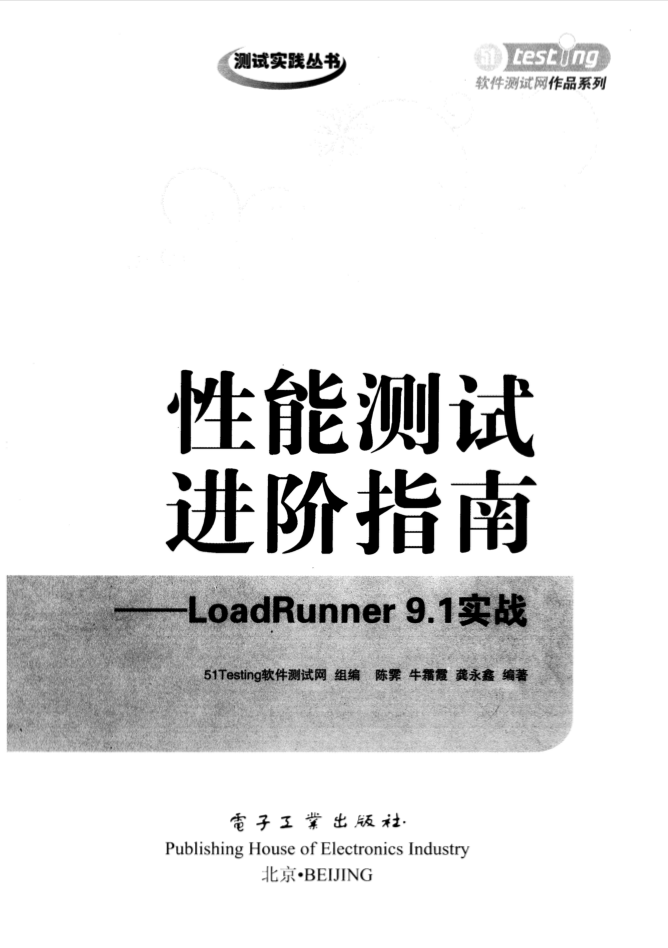 测试实践丛书
51 testing
软件测试网作品系列
性能测试
进阶指南
——LoadRunner 9.1实战
51Testing软件测试网 组编 陈霁 牛霜霞 龚永鑫 编著
電子工業出版社·
Publishing House of Electronics Industry
北京•BEIJING